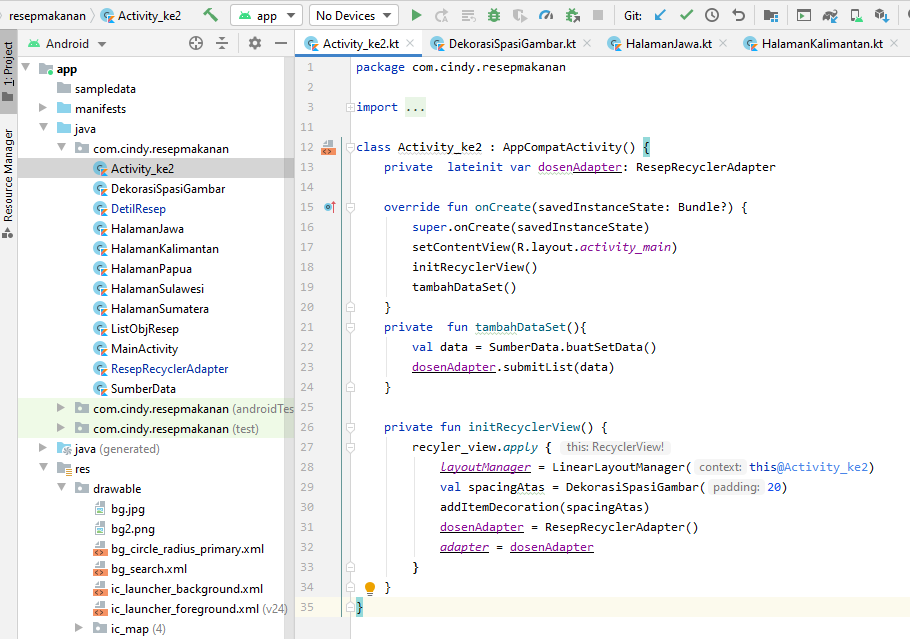 resepmakanan
Activity_ke2
app
No Devices
Git:
1: Project
Resource Manager
Android
app
sampledata
manifests
java
com.cindy.resepmakanan
Activity_ke2
DekorasiSpasiGambar
DetilResep
HalamanJawa
HalamanKalimantan
HalamanPapua
HalamanSulawesi
HalamanSumatera
ListObjResep
MainActivity
ResepRecyclerAdapter
SumberData
com.cindy.resepmakanan (androidTes
com.cindy.resepmakanan (test)
java (generated)
res
drawable
bg.jpg
bg2.png
bg_circle_radius_primary.xml
bg_search.xml
ic_launcher_background.xml
ic_launcher_foreground.xml (v24)
ic_map (4)
Activity_ke2.kt
DekorasiSpasiGambar.kt
HalamanJawa.kt
HalamanKalimantan.kt
1 package com.cindy.resepmakanan
2
3 import ...
11
12 class Activity_ke2 : AppCompatActivity() {
13 private  lateinit var dosenAdapter: ResepRecyclerAdapter
14
15 override fun onCreate(savedInstanceState: Bundle?) {
16 super.onCreate(savedInstanceState)
17 setContentView(R.layout.activity_main)
18 initRecyclerView()
19 tambahDataSet()
20 }
21 private  fun tambahDataSet(){
22 val data = SumberData.buatSetData()
23 dosenAdapter.submitList(data)
24 }
25
26 private fun initRecyclerView() {
27 recyler_view.apply { this: RecyclerView!
28 layoutManager = LinearLayoutManager( context: this@Activity_ke2)
29 val spacingAtas = DekorasiSpasiGambar( padding: 20)
30 addItemDecoration(spacingAtas)
31 dosenAdapter = ResepRecyclerAdapter()
32 adapter = dosenAdapter
33 }
34 }
35 }